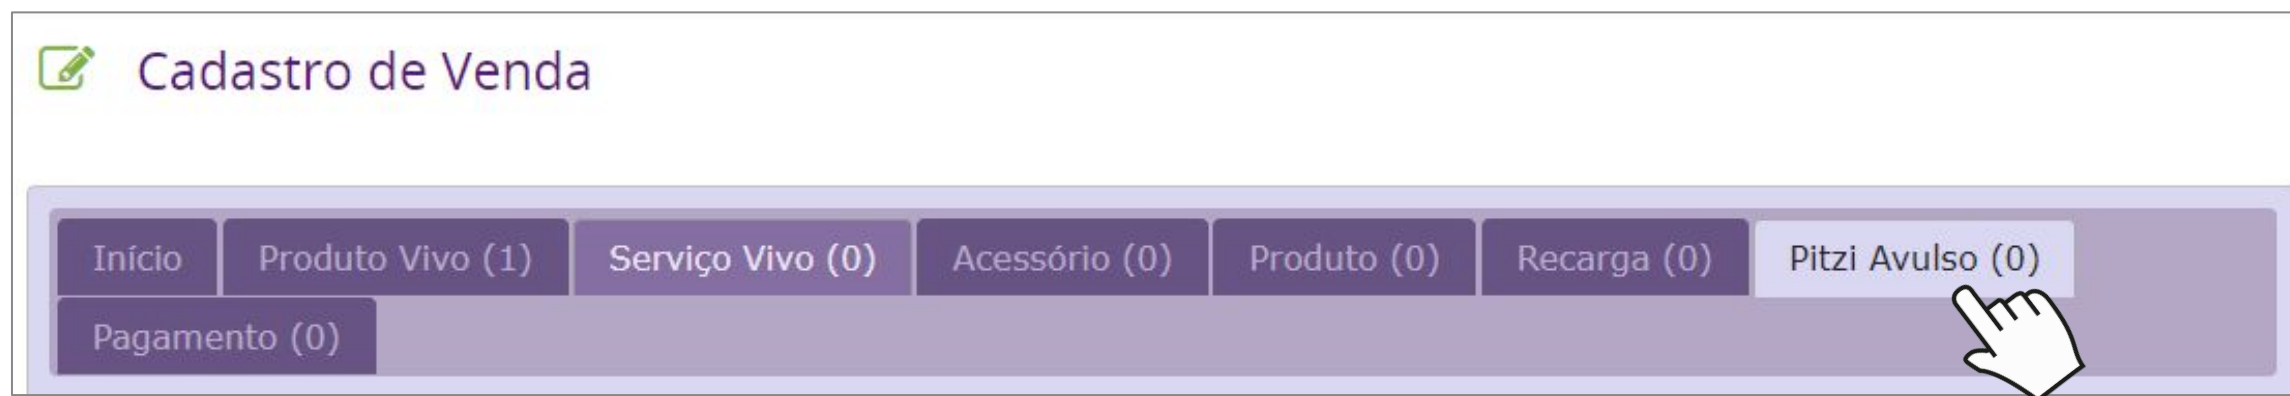 Cadastro de Venda
Início Produto Vivo (1) Serviço Vivo (0) Acessório (0) Produto (0) Recarga (0) Pitzi Avulso (0)
Pagamento (0)